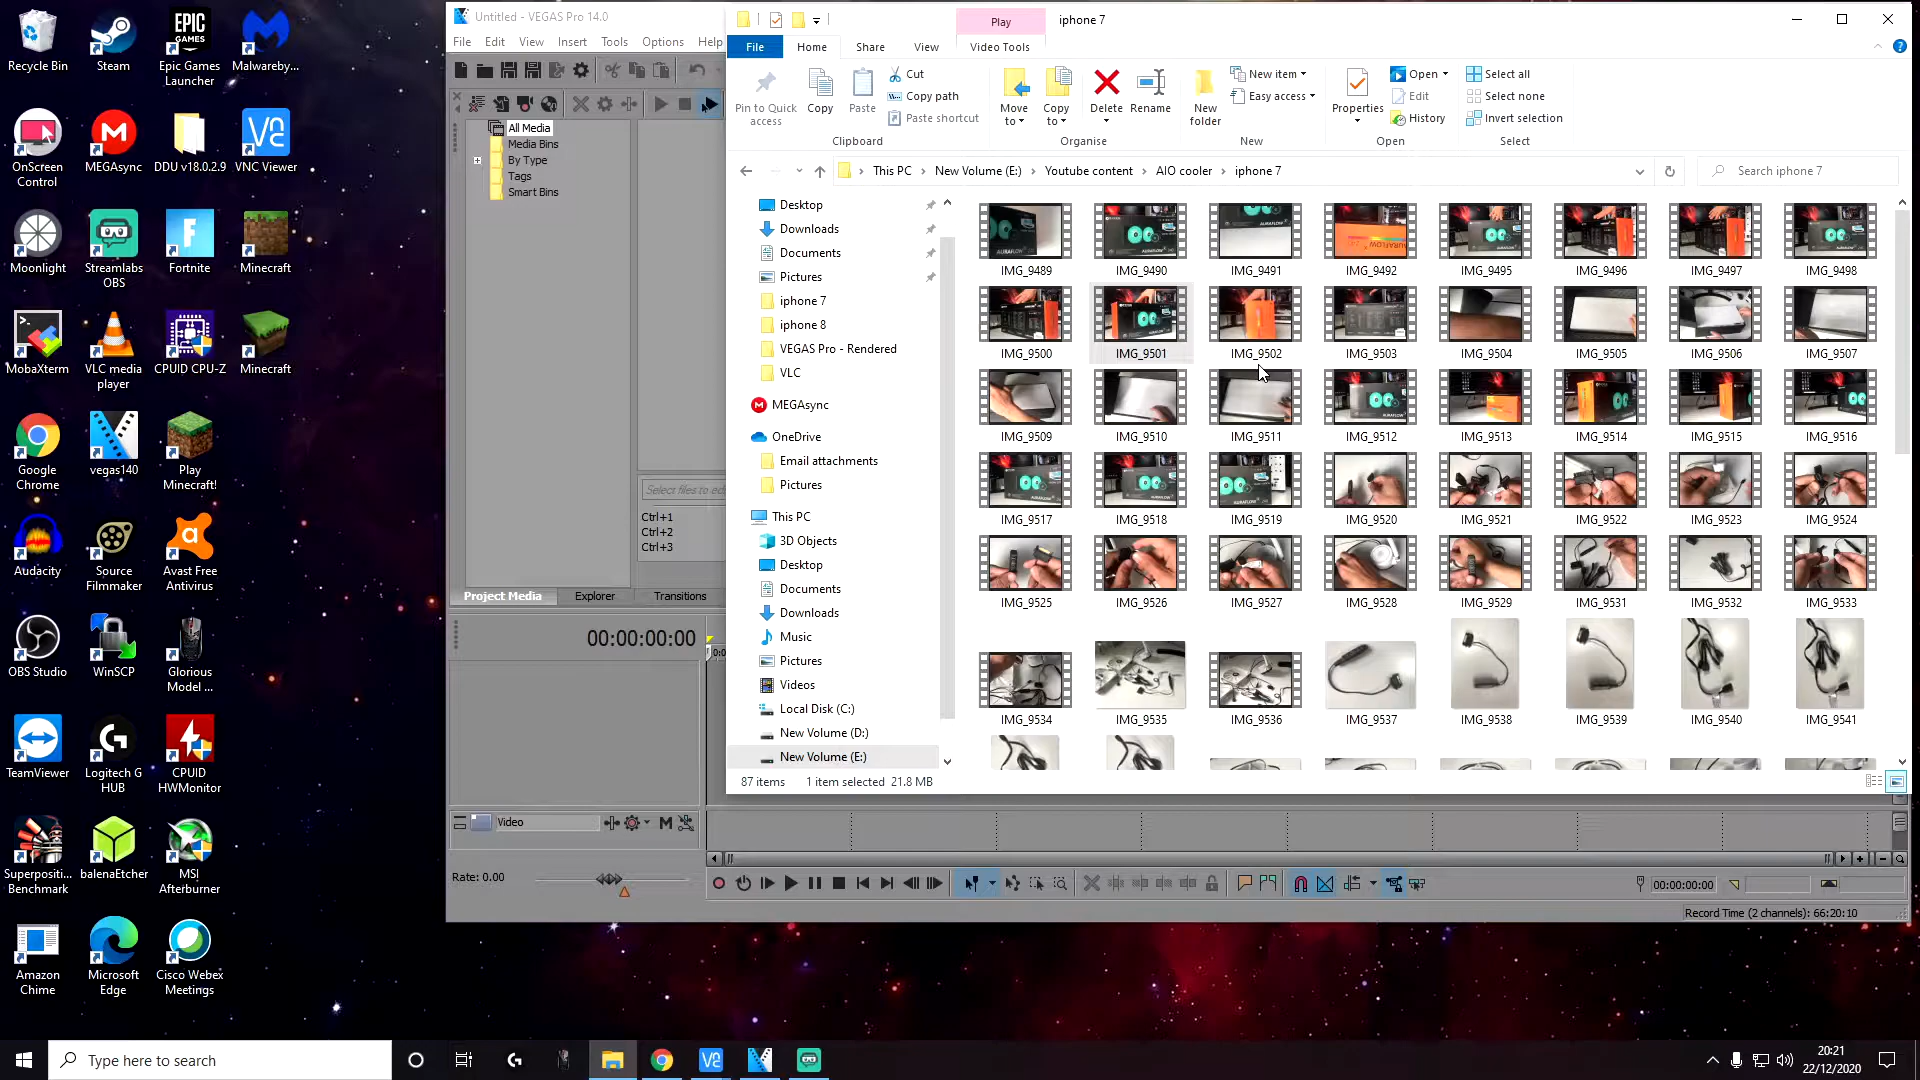 Recycle Bin
Steam
Epic Games Launcher
Malwareby...
OnScreen Control
MEGAsync
DDU v18.0.2.9
VNC Viewer
Moonlight
Streamlabs OBS
Fortnite
Minecraft
MobaXterm
VLC media player
CPUID CPU-Z
Minecraft
Google Chrome
vegas140
Play Minecraft!
Audacity
Source Filmmaker
Avast Free Antivirus
OBS Studio
WinSCP
Glorious Model ...
TeamViewer
Logitech G HUB
CPUID HWMonitor
Superpositi... Benchmark
balenaEtcher
MSI Afterburner
Amazon Chime
Microsoft Edge
Cisco Webex Meetings
Untitled - VEGAS Pro 14.0
File Edit View Insert Tools Options Help
All Media
Media Bins
By Type
Tags
Smart Bins
Ctrl+1
Ctrl+2
Ctrl+3
Project Media Explorer Transitions
00:00:00:00
Video
M
Rate: 0.00
00:00:00:00
Record Time (2 channels): 66:20:10
Play iphone 7
File Home Share View Video Tools
Pin to Quick access
Copy
Paste
Cut
Copy path
Paste shortcut
Clipboard
Move to
Copy to
Delete
Rename
Organise
New folder
New item
Easy access
New
Properties
Open
Edit
History
Open
Select all
Select none
Invert selection
Select
This PC New Volume (E:) Youtube content AIO cooler iphone 7
Search iphone 7
Desktop
Downloads
Documents
Pictures
iphone 7
iphone 8
VEGAS Pro - Rendered
VLC
MEGAsync
OneDrive
Email attachments
Pictures
This PC
3D Objects
Desktop
Documents
Downloads
Music
Pictures
Videos
Local Disk (C:)
New Volume (D:)
New Volume (E:)
IMG_9489 IMG_9490 IMG_9491 IMG_9492 IMG_9495 IMG_9496 IMG_9497 IMG_9498
IMG_9500 IMG_9501 IMG_9502 IMG_9503 IMG_9504 IMG_9505 IMG_9506 IMG_9507
IMG_9509 IMG_9510 IMG_9511 IMG_9512 IMG_9513 IMG_9514 IMG_9515 IMG_9516
IMG_9517 IMG_9518 IMG_9519 IMG_9520 IMG_9521 IMG_9522 IMG_9523 IMG_9524
IMG_9525 IMG_9526 IMG_9527 IMG_9528 IMG_9529 IMG_9531 IMG_9532 IMG_9533
IMG_9534 IMG_9535 IMG_9536 IMG_9537 IMG_9538 IMG_9539 IMG_9540 IMG_9541
87 items 1 item selected 21.8 MB
Type here to search
20:21
22/12/2020